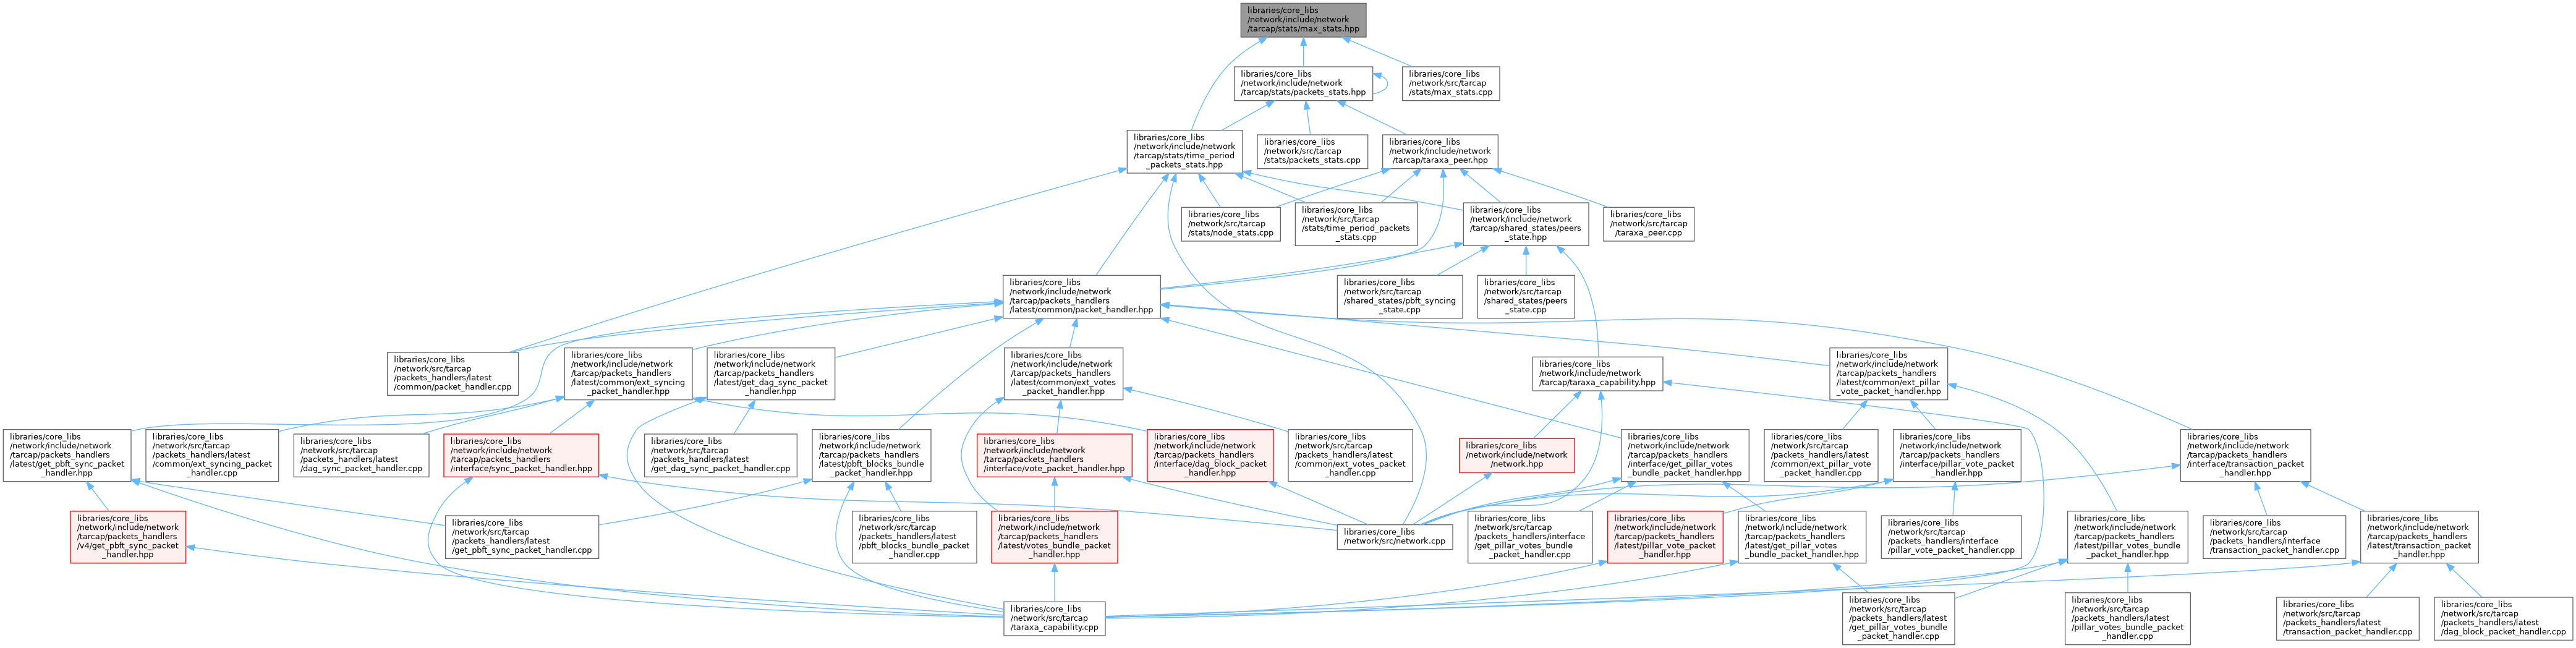 libraries/core_libs
/network/include/network
/tarcap/stats/max_stats.hpp
libraries/core_libs
/network/include/network
/tarcap/stats/packets_stats.hpp
libraries/core_libs
/network/src/tarcap
/stats/max_stats.cpp
libraries/core_libs
/network/include/network
/tarcap/stats/time_period
_packets_stats.hpp
libraries/core_libs
/network/src/tarcap
/stats/packets_stats.cpp
libraries/core_libs
/network/include/network
/tarcap/taraxa_peer.hpp
libraries/core_libs
/network/src/tarcap
/stats/node_stats.cpp
libraries/core_libs
/network/src/tarcap
/stats/time_period_packets
_stats.cpp
libraries/core_libs
/network/include/network
/tarcap/shared_states/peers
_state.hpp
libraries/core_libs
/network/src/tarcap
/taraxa_peer.cpp
libraries/core_libs
/network/include/network
/tarcap/packets_handlers
/latest/common/packet_handler.hpp
libraries/core_libs
/network/src/tarcap
/shared_states/pbft_syncing
_state.cpp
libraries/core_libs
/network/src/tarcap
/shared_states/peers
_state.cpp
libraries/core_libs
/network/src/tarcap
/packets_handlers/latest
/common/packet_handler.cpp
libraries/core_libs
/network/include/network
/tarcap/packets_handlers
/latest/common/ext_syncing
_packet_handler.hpp
libraries/core_libs
/network/include/network
/tarcap/packets_handlers
/latest/get_dag_sync_packet
_handler.hpp
libraries/core_libs
/network/include/network
/tarcap/packets_handlers
/latest/common/ext_votes
_packet_handler.hpp
libraries/core_libs
/network/include/network
/tarcap/taraxa_capability.hpp
libraries/core_libs
/network/include/network
/tarcap/packets_handlers
/latest/common/ext_pillar
_vote_packet_handler.hpp
libraries/core_libs
/network/include/network
/tarcap/packets_handlers
/latest/get_pbft_sync_packet
_handler.hpp
libraries/core_libs
/network/src/tarcap
/packets_handlers/latest
/common/ext_syncing_packet
_handler.cpp
libraries/core_libs
/network/src/tarcap
/packets_handlers/latest
/dag_sync_packet_handler.cpp
libraries/core_libs
/network/include/network
/tarcap/packets_handlers
/interface/sync_packet_handler.hpp
libraries/core_libs
/network/src/tarcap
/packets_handlers/latest
/get_dag_sync_packet_handler.cpp
libraries/core_libs
/network/include/network
/tarcap/packets_handlers
/latest/pbft_blocks_bundle
_packet_handler.hpp
libraries/core_libs
/network/include/network
/tarcap/packets_handlers
/interface/vote_packet_handler.hpp
libraries/core_libs
/network/include/network
/tarcap/packets_handlers
/interface/dag_block_packet
_handler.hpp
libraries/core_libs
/network/src/tarcap
/packets_handlers/latest
/common/ext_votes_packet
_handler.cpp
libraries/core_libs
/network/include/network
/network.hpp
libraries/core_libs
/network/include/network
/tarcap/packets_handlers
/interface/get_pillar_votes
_bundle_packet_handler.hpp
libraries/core_libs
/network/src/tarcap
/packets_handlers/latest
/common/ext_pillar_vote
_packet_handler.cpp
libraries/core_libs
/network/include/network
/tarcap/packets_handlers
/interface/pillar_vote_packet
_handler.hpp
libraries/core_libs
/network/include/network
/tarcap/packets_handlers
/interface/transaction_packet
_handler.hpp
libraries/core_libs
/network/include/network
/tarcap/packets_handlers
/v4/get_pbft_sync_packet
_handler.hpp
libraries/core_libs
/network/src/tarcap
/packets_handlers/latest
/get_pbft_sync_packet_handler.cpp
libraries/core_libs
/network/src/tarcap
/packets_handlers/latest
/pbft_blocks_bundle_packet
_handler.cpp
libraries/core_libs
/network/include/network
/tarcap/packets_handlers
/latest/votes_bundle_packet
_handler.hpp
libraries/core_libs
/network/src/network.cpp
libraries/core_libs
/network/src/tarcap
/packets_handlers/interface
/get_pillar_votes_bundle
_packet_handler.cpp
libraries/core_libs
/network/include/network
/tarcap/packets_handlers
/latest/pillar_vote_packet
_handler.hpp
libraries/core_libs
/network/include/network
/tarcap/packets_handlers
/latest/get_pillar_votes
_bundle_packet_handler.hpp
libraries/core_libs
/network/src/tarcap
/packets_handlers/interface
/pillar_vote_packet_handler.cpp
libraries/core_libs
/network/include/network
/tarcap/packets_handlers
/latest/pillar_votes_bundle
_packet_handler.hpp
libraries/core_libs
/network/src/tarcap
/packets_handlers/interface
/transaction_packet_handler.cpp
libraries/core_libs
/network/include/network
/tarcap/packets_handlers
/latest/transaction_packet
_handler.hpp
libraries/core_libs
/network/src/tarcap
/taraxa_capability.cpp
libraries/core_libs
/network/src/tarcap
/packets_handlers/latest
/get_pillar_votes_bundle
_packet_handler.cpp
libraries/core_libs
/network/src/tarcap
/packets_handlers/latest
/pillar_votes_bundle_packet
_handler.cpp
libraries/core_libs
/network/src/tarcap
/packets_handlers/latest
/transaction_packet_handler.cpp
libraries/core_libs
/network/src/tarcap
/packets_handlers/latest
/dag_block_packet_handler.cpp